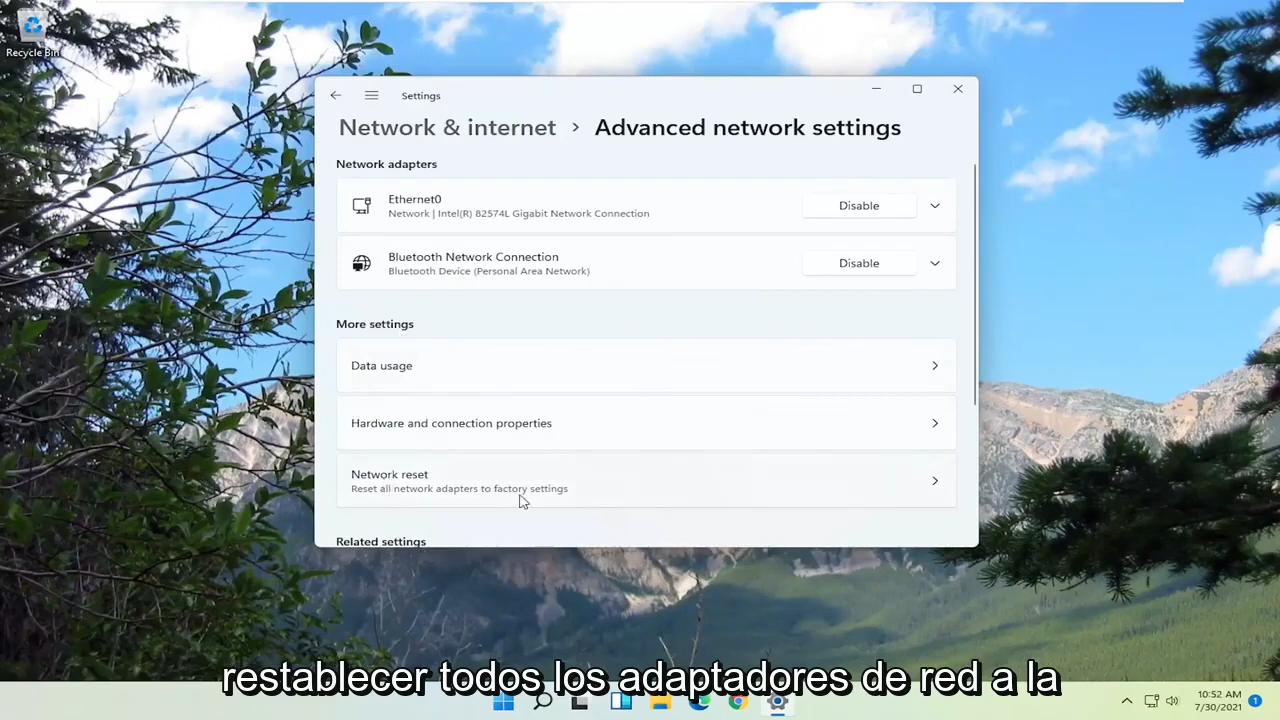 Recycle Bin
Settings
Network & internet > Advanced network settings
Network adapters
Ethernet0
Network | Intel(R) 82574L Gigabit Network Connection
Disable
Bluetooth Network Connection
Bluetooth Device (Personal Area Network)
Disable
More settings
Data usage
Hardware and connection properties
Network reset
Reset all network adapters to factory settings
Related settings
restablecer todos los adaptadores de red a la
10:52 AM
7/30/2021
1